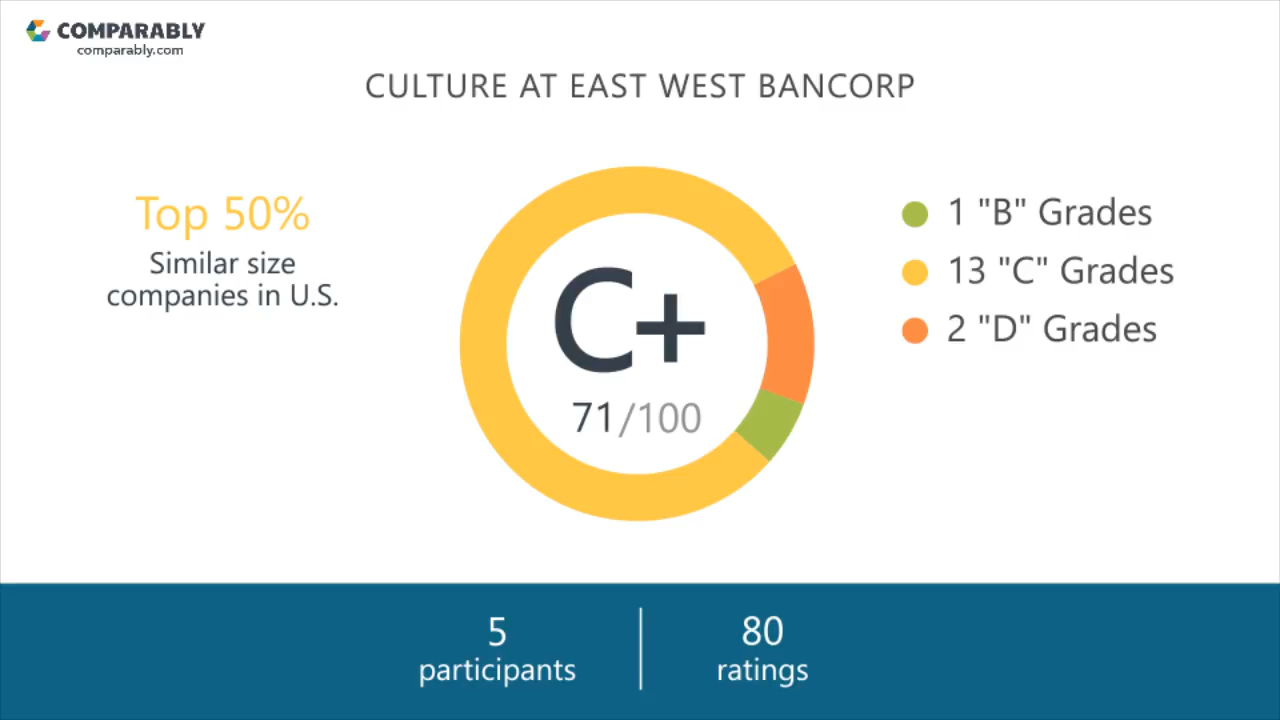 COMPARABLY
comparably.com
CULTURE AT EAST WEST BANCORP
Top 50%
Similar size
companies in U.S.
C+
71/100
1 "B" Grades
13 "C" Grades
2 "D" Grades
5
participants
80
ratings